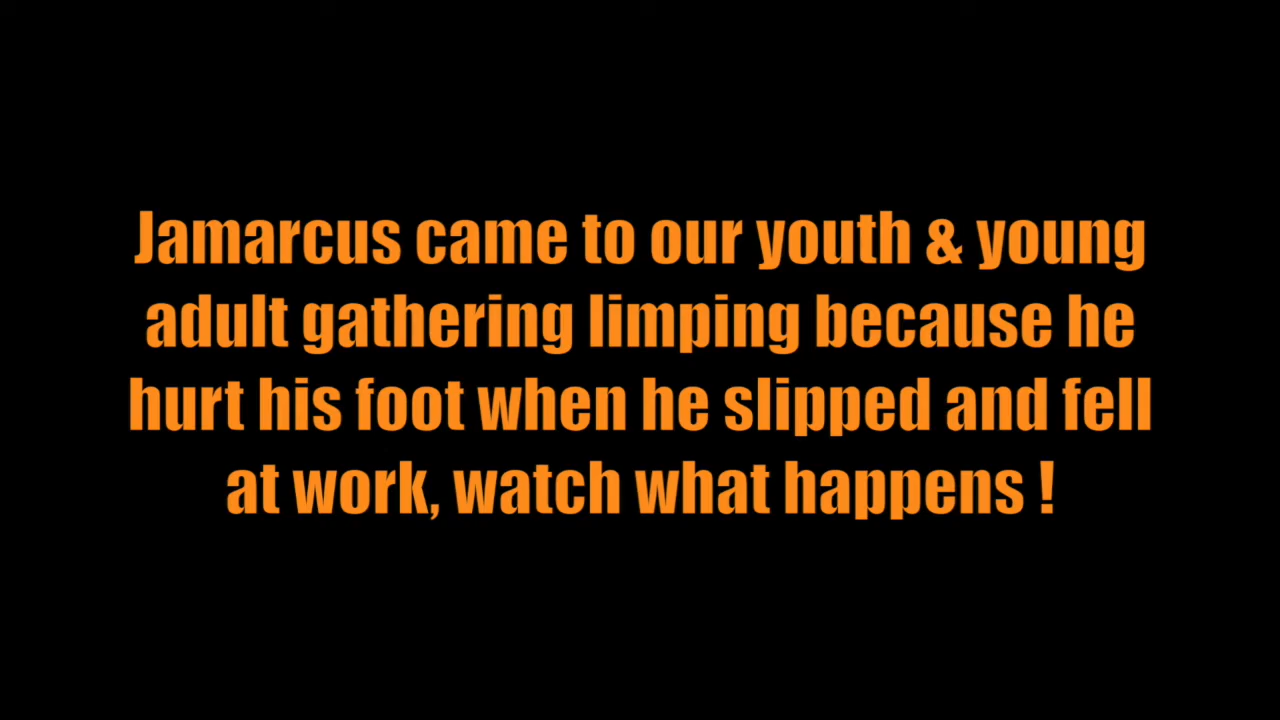 Jamarcus came to our youth & young
adult gathering limping because he
hurt his foot when he slipped and fell
at work, watch what happens !